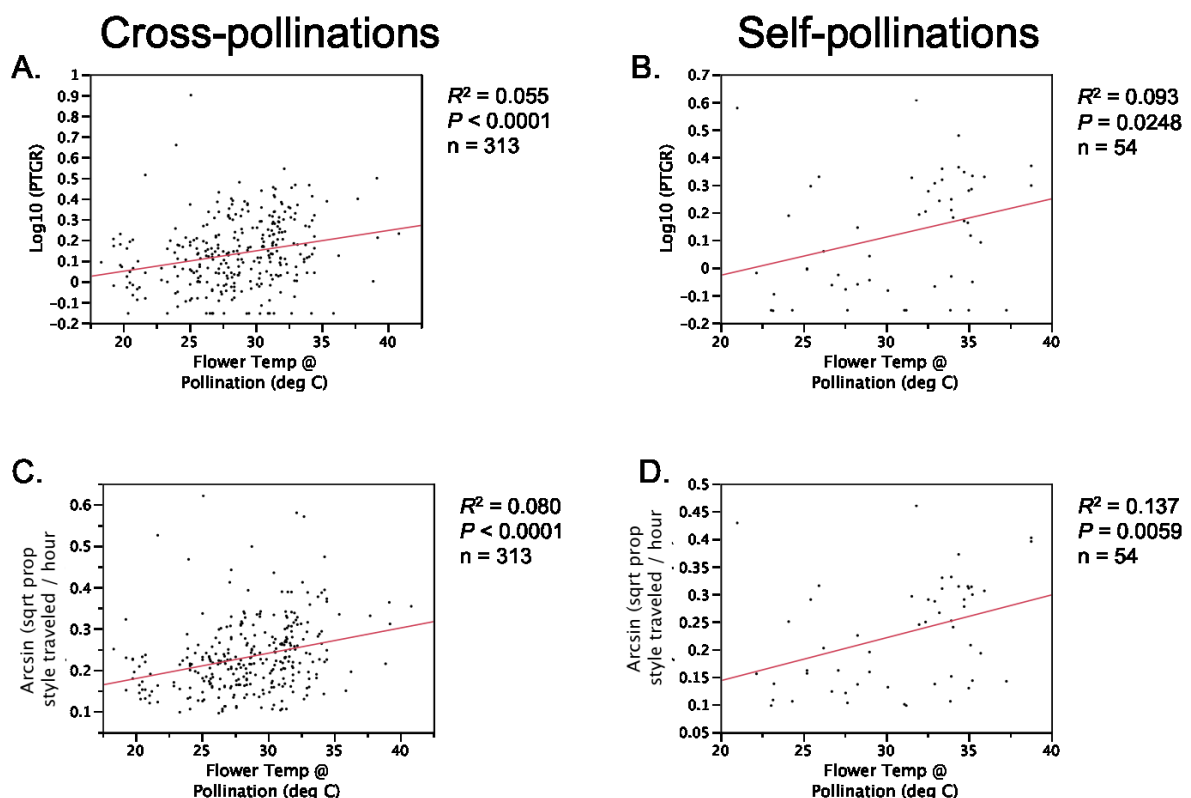 Cross-pollinations
Self-pollinations
A.
1
0.9
0.8
0.7
0.6
0.5
0.4
0.3
0.2
0.1
0
−0.1
−0.2
Log10 (PTGR)
20 25 30 35 40
Flower Temp @
Pollination (deg C)
R² = 0.055
P < 0.0001
n = 313
B.
0.7
0.6
0.5
0.4
0.3
0.2
0.1
0
−0.1
−0.2
Log10 (PTGR)
20 25 30 35 40
Flower Temp @
Pollination (deg C)
R² = 0.093
P = 0.0248
n = 54
C.
0.6
0.5
0.4
0.3
0.2
0.1
Arcsin (sqrt prop
style traveled / hour
20 25 30 35 40
Flower Temp @
Pollination (deg C)
R² = 0.080
P < 0.0001
n = 313
D.
0.5
0.45
0.4
0.35
0.3
0.25
0.2
0.15
0.1
0.05
Arcsin (sqrt prop
style traveled / hour
20 25 30 35 40
Flower Temp @
Pollination (deg C)
R² = 0.137
P = 0.0059
n = 54